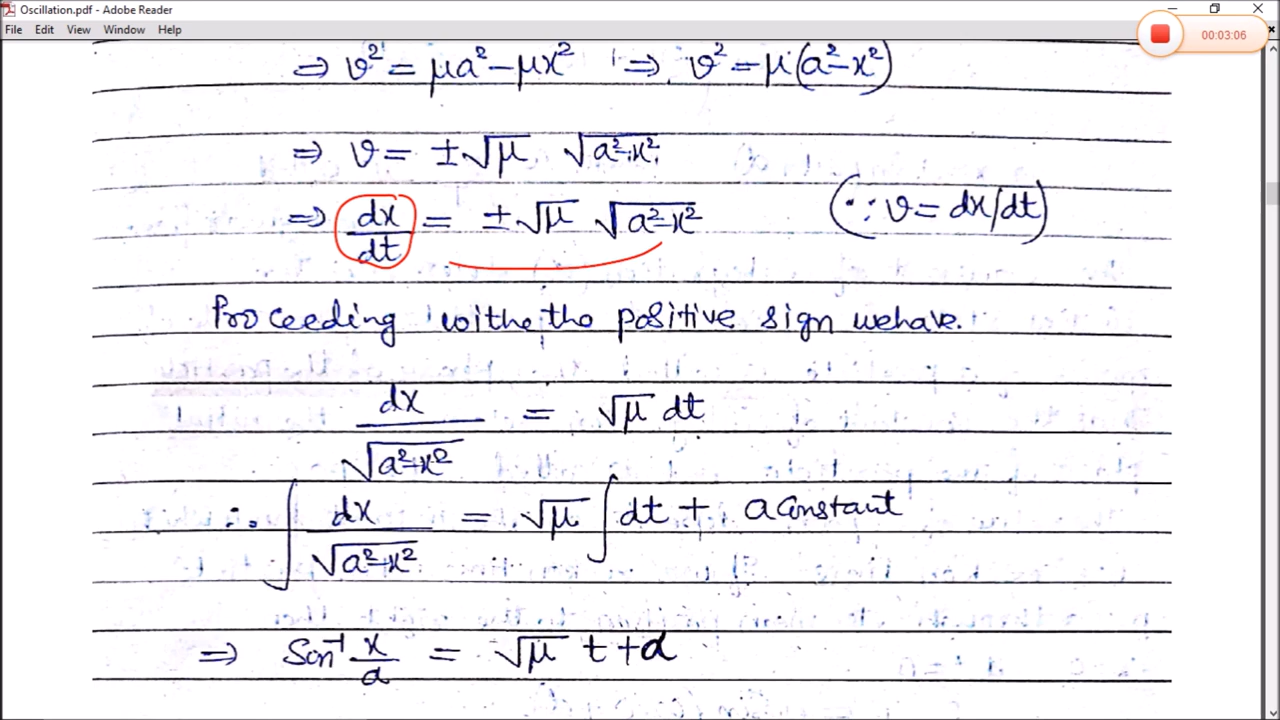 Oscillation.pdf - Adobe Reader
File Edit View Window Help
00:03:06
⇒ v² = μa² − μx² ⇒ v² = μ(a² − x²)
⇒ v = ±√μ √(a² − x²)
⇒ dx/dt = ±√μ √(a² − x²) (∵ v = dx/dt)
Proceeding withe the positive sign we have.
dx/√(a² − x²) = √μ dt
∴ ∫ dx/√(a² − x²) = √μ ∫ dt + a Constant
⇒ Sin⁻¹ x/a = √μ t + α